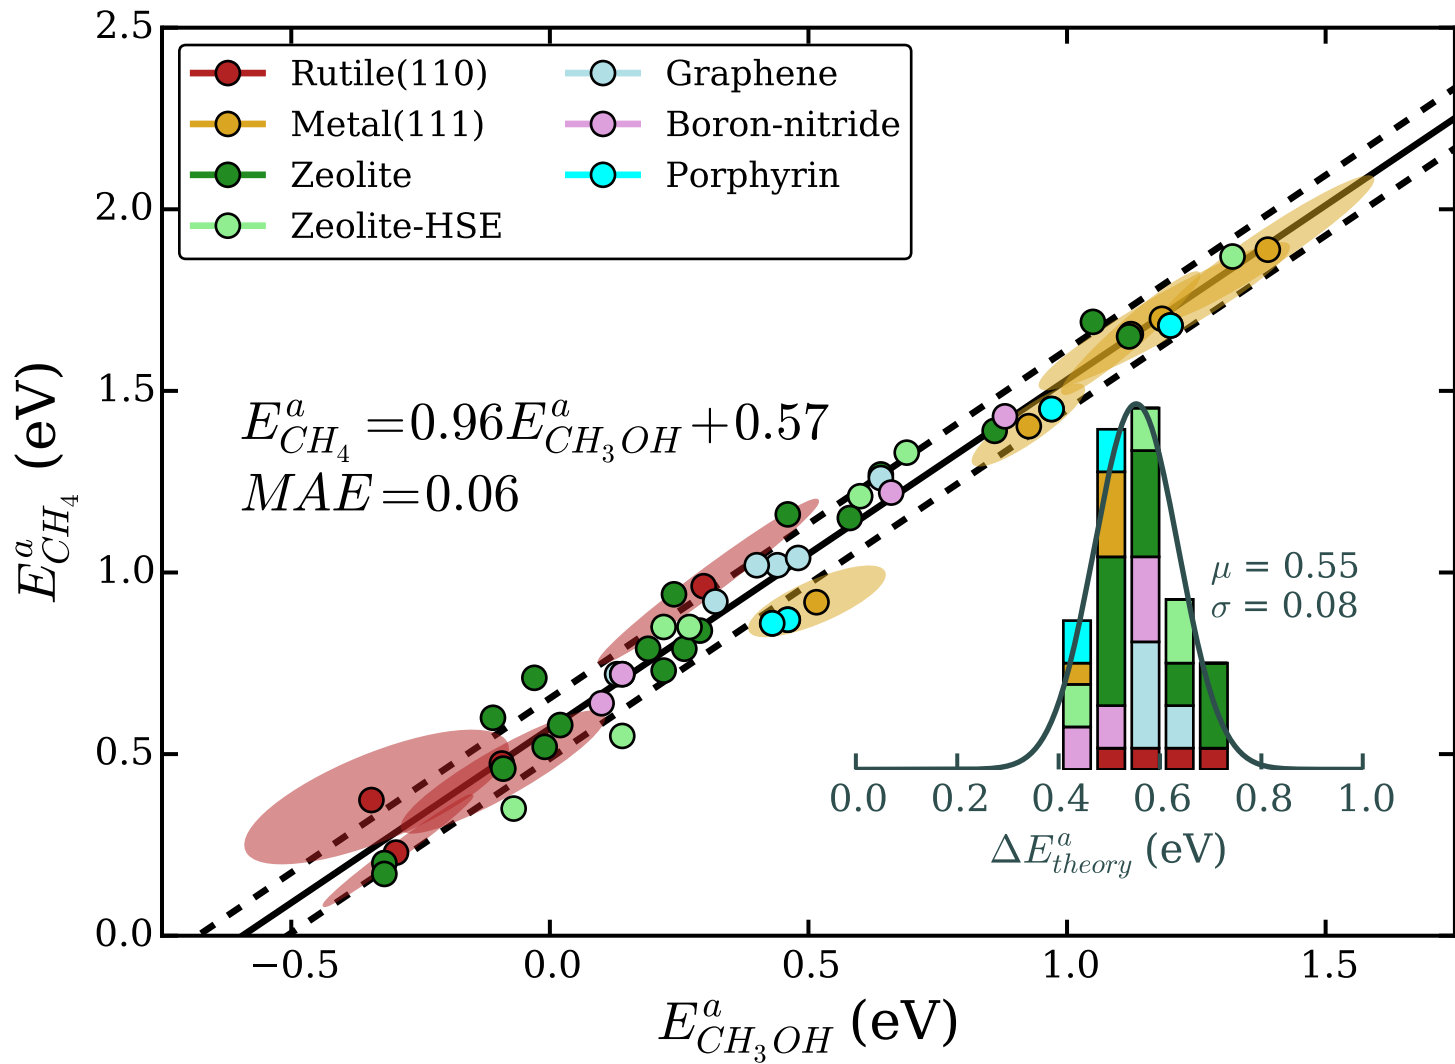 2.5
2.0
1.5
1.0
0.5
0.0
Rutile(110)
Metal(111)
Zeolite
Zeolite-HSE
Graphene
Boron-nitride
Porphyrin
E^a_{CH_4} = 0.96E^a_{CH_3OH} + 0.57
MAE = 0.06
μ = 0.55
σ = 0.08
0.0 0.2 0.4 0.6 0.8 1.0
ΔE^a_{theory} (eV)
−0.5 0.0 0.5 1.0 1.5
E^a_{CH_3OH} (eV)
E^a_{CH_4} (eV)